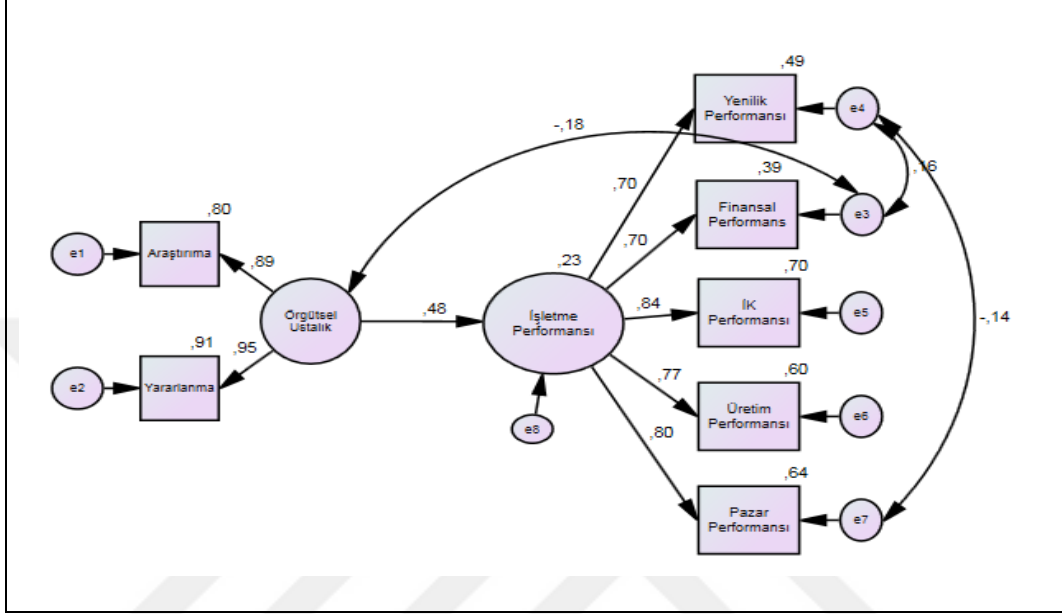 ,49
Yenilik
Performansı
e4
-,18
,16
,39
,70
Finansal
Performans
e3
,80
,70
e1
Araştırıma
,89
,23
,70
Örgütsel
Ustalık
,48
İşletme
Performansı
,84
İK
Performansı
e5
-,14
,91
,95
,77
,60
e2
Yararlanma
Üretim
Performansı
e6
e8
,80
,64
Pazar
Performansı
e7